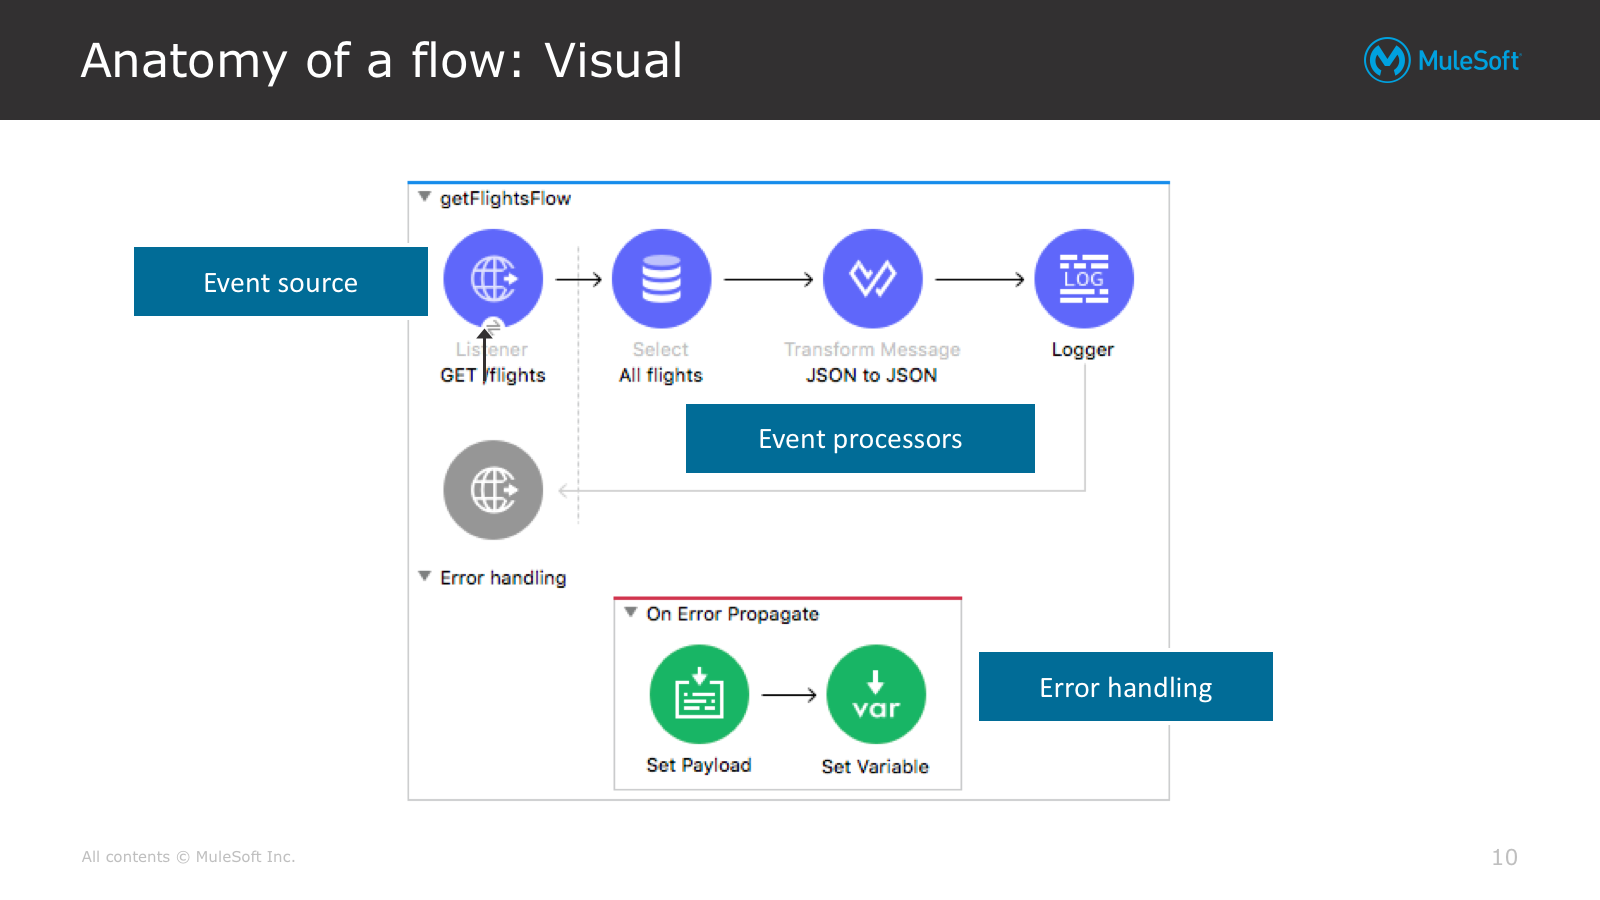 Anatomy of a flow: Visual
MuleSoft
getFlightsFlow
Event source
LOG
Listener
Select
Transform Message
Logger
GET /flights
All flights
JSON to JSON
Event processors
Error handling
On Error Propagate
var
Error handling
Set Payload
Set Variable
All contents © MuleSoft Inc.
10